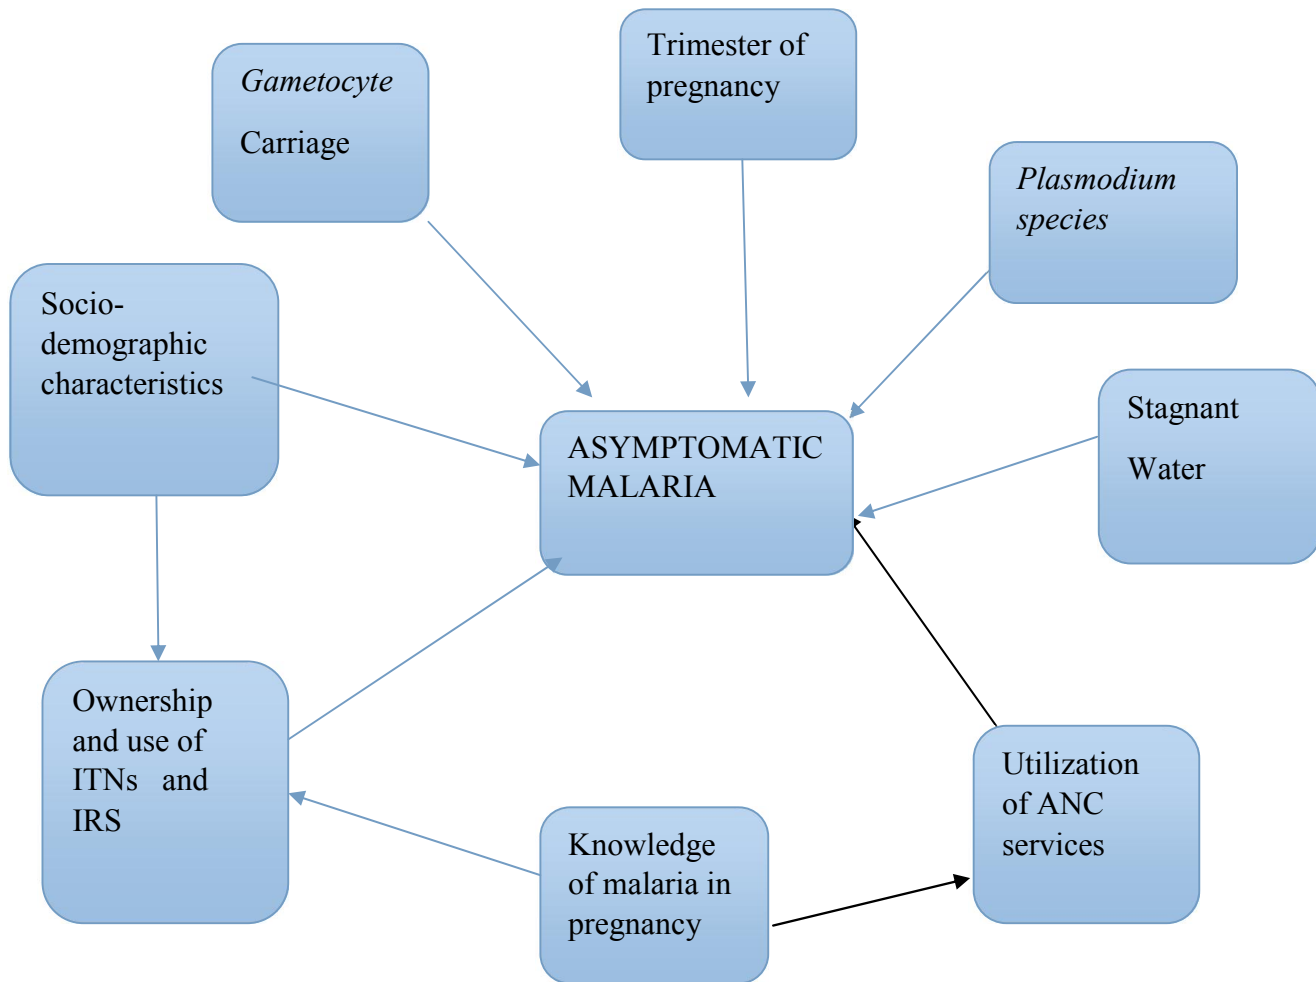 Trimester of
pregnancy
Gametocyte
Carriage
Plasmodium
species
Socio-
demographic
characteristics
Stagnant
Water
ASYMPTOMATIC
MALARIA
Ownership
and use of
ITNs and
IRS
Utilization
of ANC
services
Knowledge
of malaria in
pregnancy